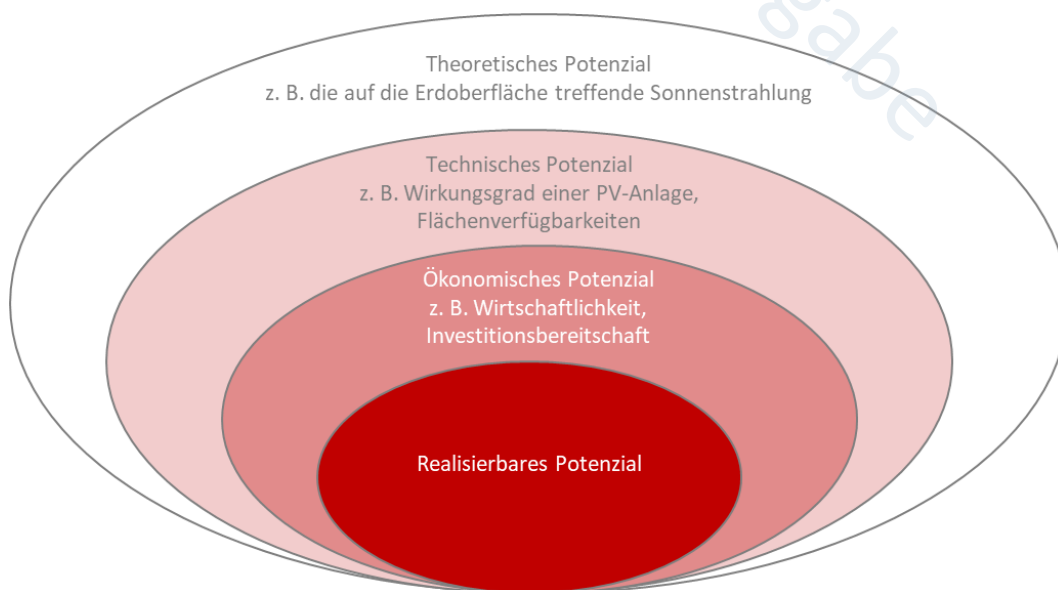 Theoretisches Potenzial
z. B. die auf die Erdoberfläche treffende Sonnenstrahlung
Technisches Potenzial
z. B. Wirkungsgrad einer PV-Anlage,
Flächenverfügbarkeiten
Ökonomisches Potenzial
z. B. Wirtschaftlichkeit,
Investitionsbereitschaft
Realisierbares Potenzial
gabe